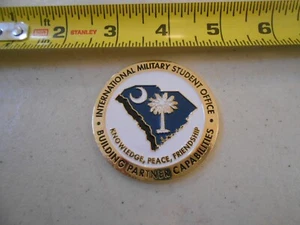 2 3 STANLEY 4 5 6
INTERNATIONAL MILITARY STUDENT OFFICE
KNOWLEDGE, PEACE, FRIENDSHIP
BUILDING PARTNER CAPABILITIES